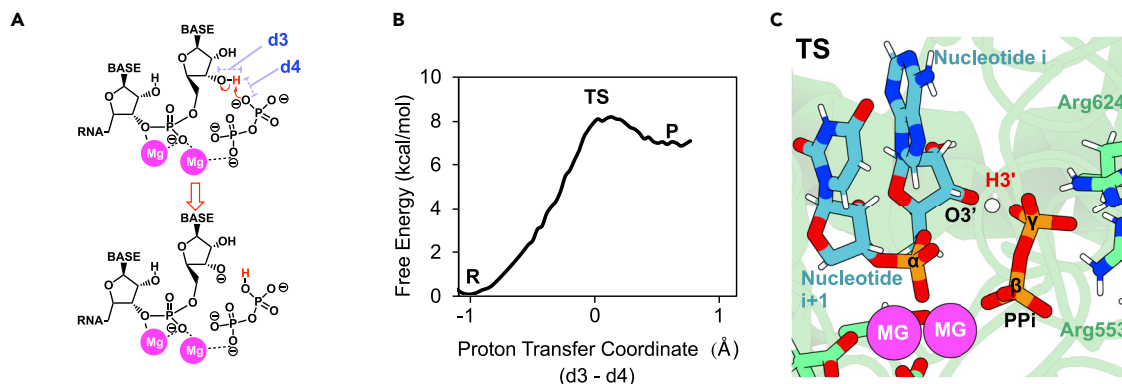 A
BASE
OH
d3
BASE
H
O
O
O
H
d4
O
O
P
O
O
O
P
O
RNA
O
O
P
O
O
O
Mg
Mg
BASE
OH
BASE
H
O
O
O
O
H
O
O
P
O
O
O
P
O
RNA
O
O
P
O
O
O
Mg
Mg
B
Free Energy (kcal/mol)
10
8
6
4
2
0
R
TS
P
-1
0
1
Proton Transfer Coordinate (Å)
(d3 - d4)
C
TS
Nucleotide i
Arg624
H3'
O3'
γ
α
Nucleotide
i+1
β
PPi
MG
MG
Arg553